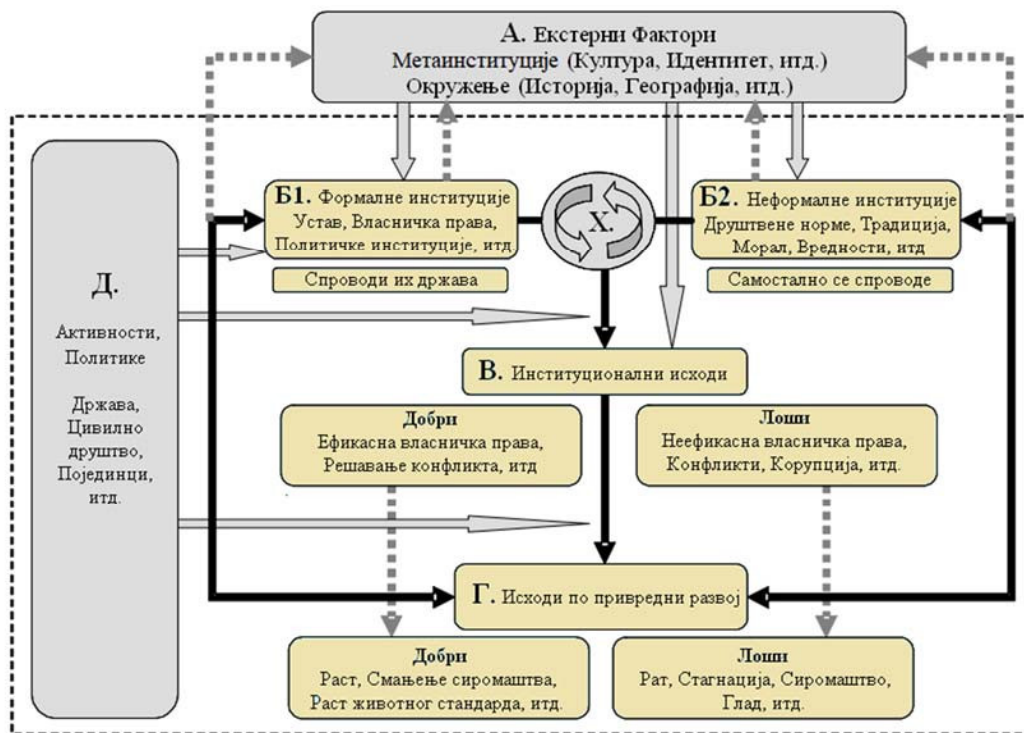 А. Екстерни Фактори
Метаинституције (Култура, Идентитет, итд.)
Окружење (Историја, Географија, итд.)
Б1. Формалне институције
Устав, Власничка права,
Политичке институције, итд
Спроводи их држава
Х.
Б2. Неформалне институције
Друштвене норме, Традиција,
Морал, Вредности, итд
Самостално се спроводе
Д.
Активности,
Политике
Држава,
Цивилно
друштво,
Појединци,
итд.
В. Институционални исходи
Добри
Ефикасна власничка права,
Решавање конфликта, итд
Лоши
Неефикасна власничка права,
Конфликти, Корупција, итд.
Г. Исходи по привредни развој
Добри
Раст, Смањење сиромаштва,
Раст животног стандарда, итд.
Лоши
Рат, Стагнација, Сиромаштво,
Глад, итд.